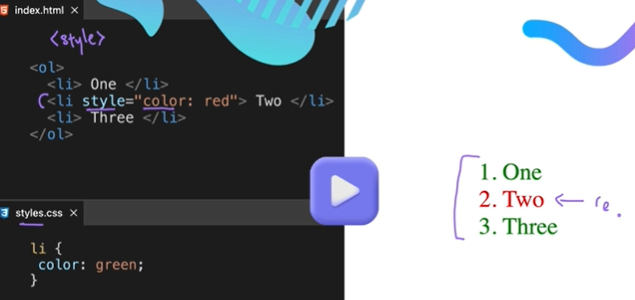 index.html ×
<style>
<ol>
<li> One </li>
<li style="color: red"> Two </li>
<li> Three </li>
</ol>
styles.css ×
li {
color: green;
}
1. One
2. Two
3. Three